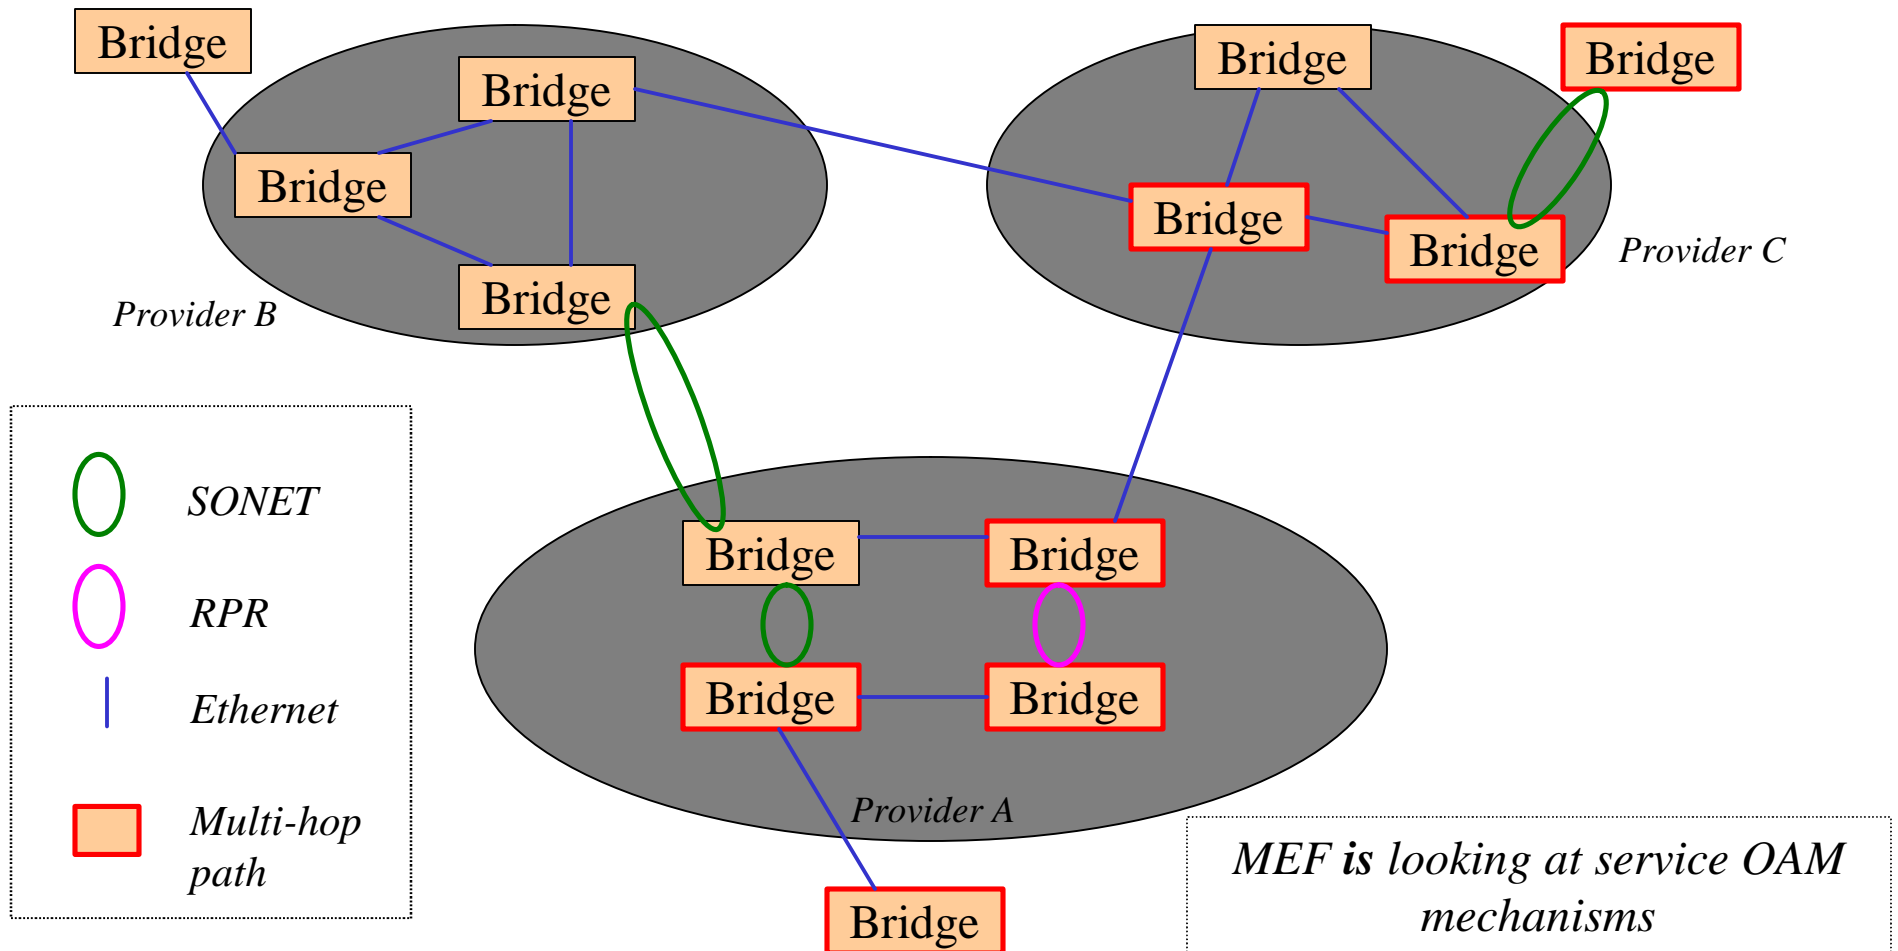 Bridge
Bridge
Bridge
Bridge
Bridge
Bridge
Bridge
Bridge
Bridge
Provider C
Provider B
SONET
RPR
Ethernet
Multi-hop
path
Bridge
Bridge
Bridge
Bridge
Provider A
Bridge
MEF is looking at service OAM
mechanisms